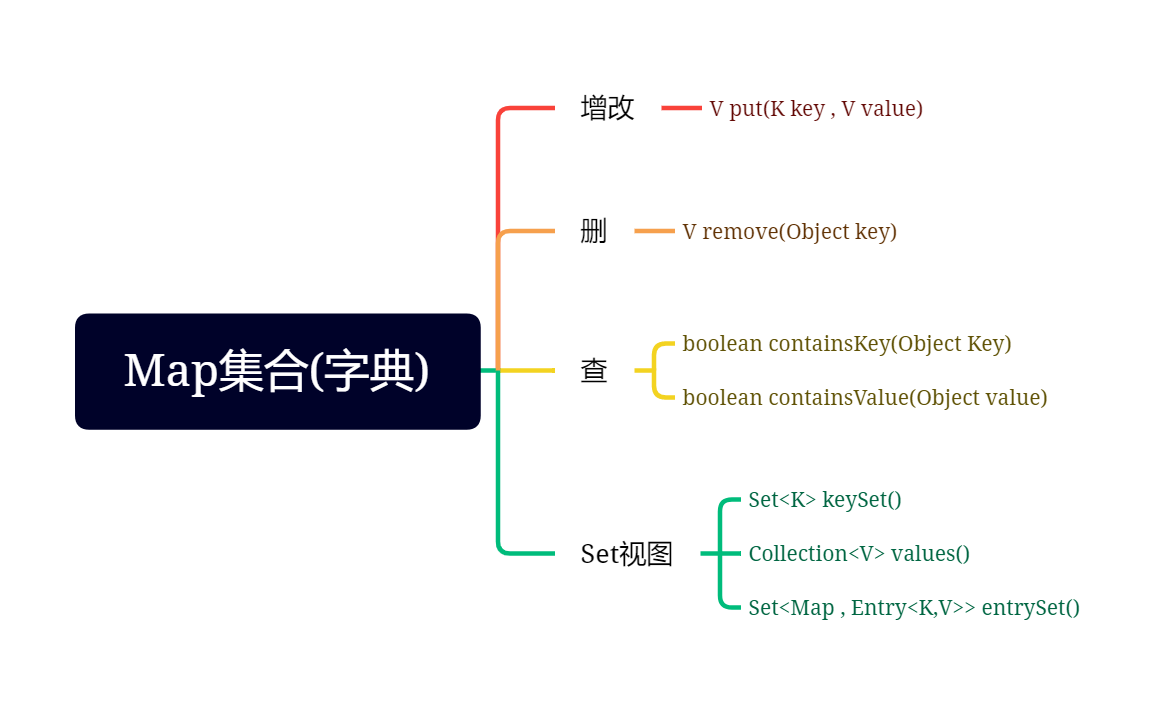 Map集合(字典)
增改
V put(K key , V value)
删
V remove(Object key)
查
boolean containsKey(Object Key)
boolean containsValue(Object value)
Set视图
Set<K> keySet()
Collection<V> values()
Set<Map , Entry<K,V>> entrySet()